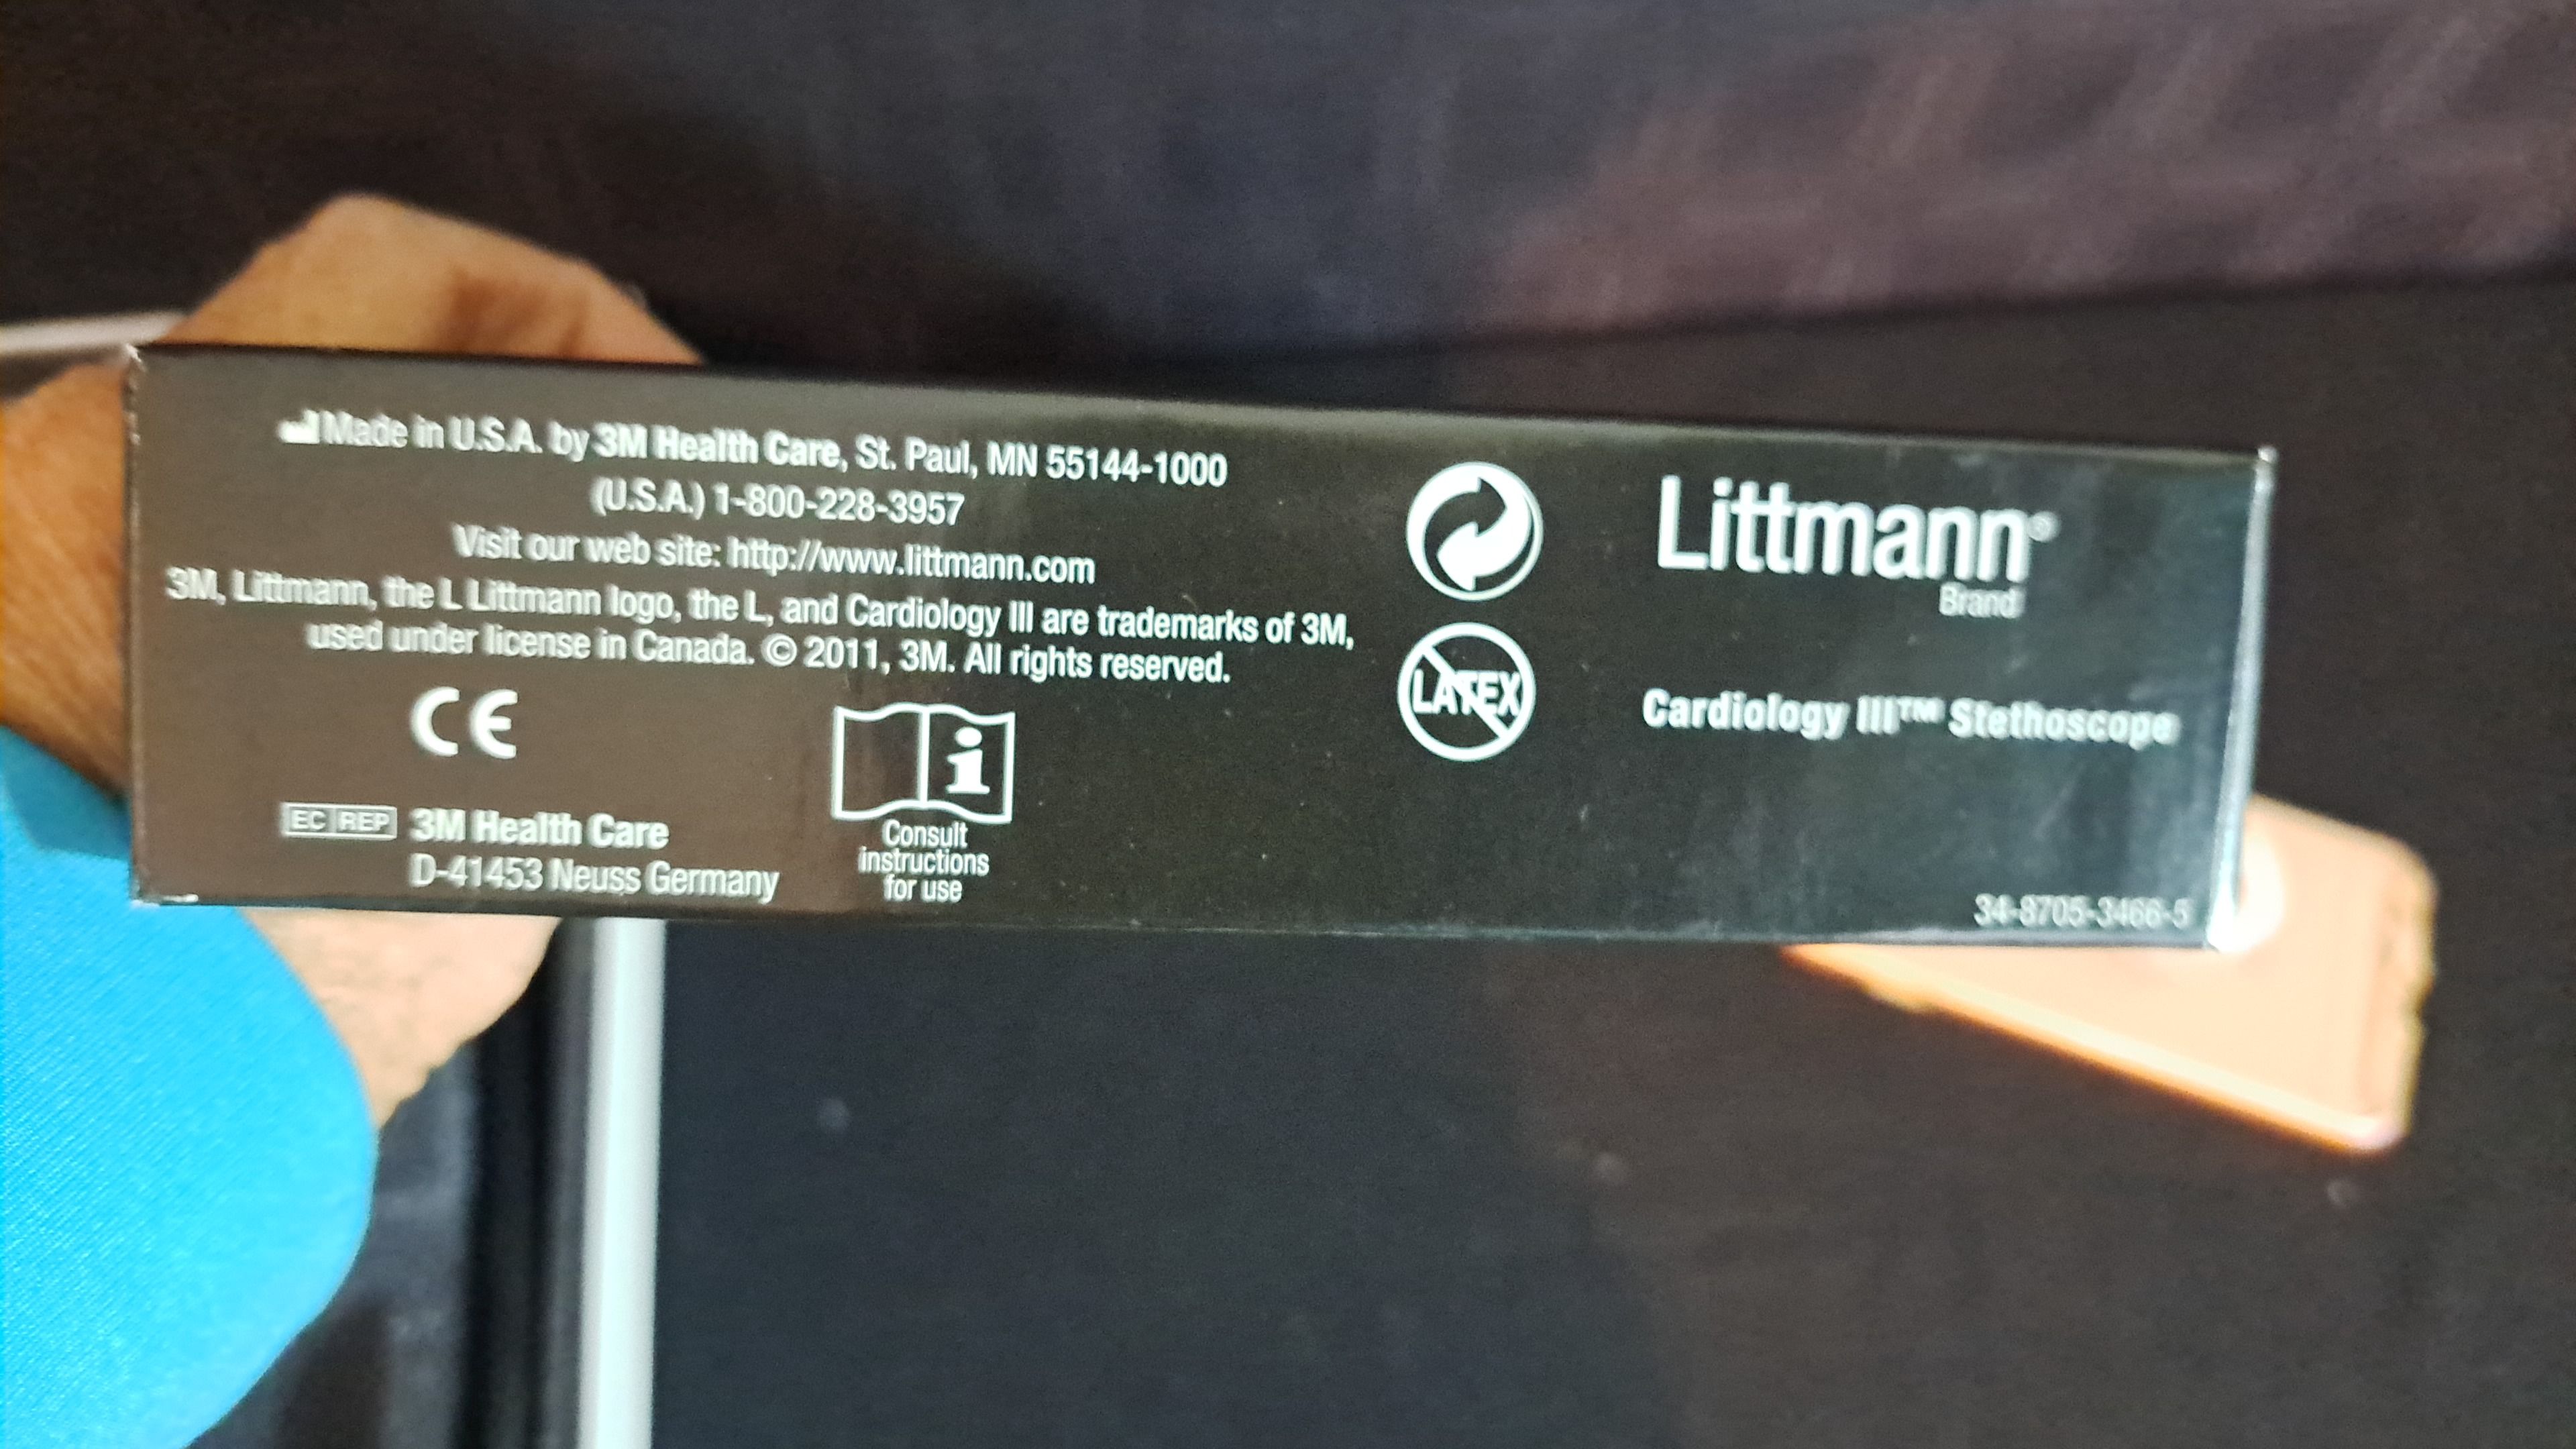 Made in U.S.A. by 3M Health Care, St. Paul, MN 55144-1000
(U.S.A.) 1-800-228-3957
Visit our web site: http://www.littmann.com
3M, Littmann, the L Littmann logo, the L, and Cardiology III are trademarks of 3M,
used under license in Canada. © 2011, 3M. All rights reserved.
CE
EC REP 3M Health Care
D-41453 Neuss Germany
i
Consult
instructions
for use
LATEX
Littmann®
Brand
Cardiology III™ Stethoscope
34-8705-3466-5